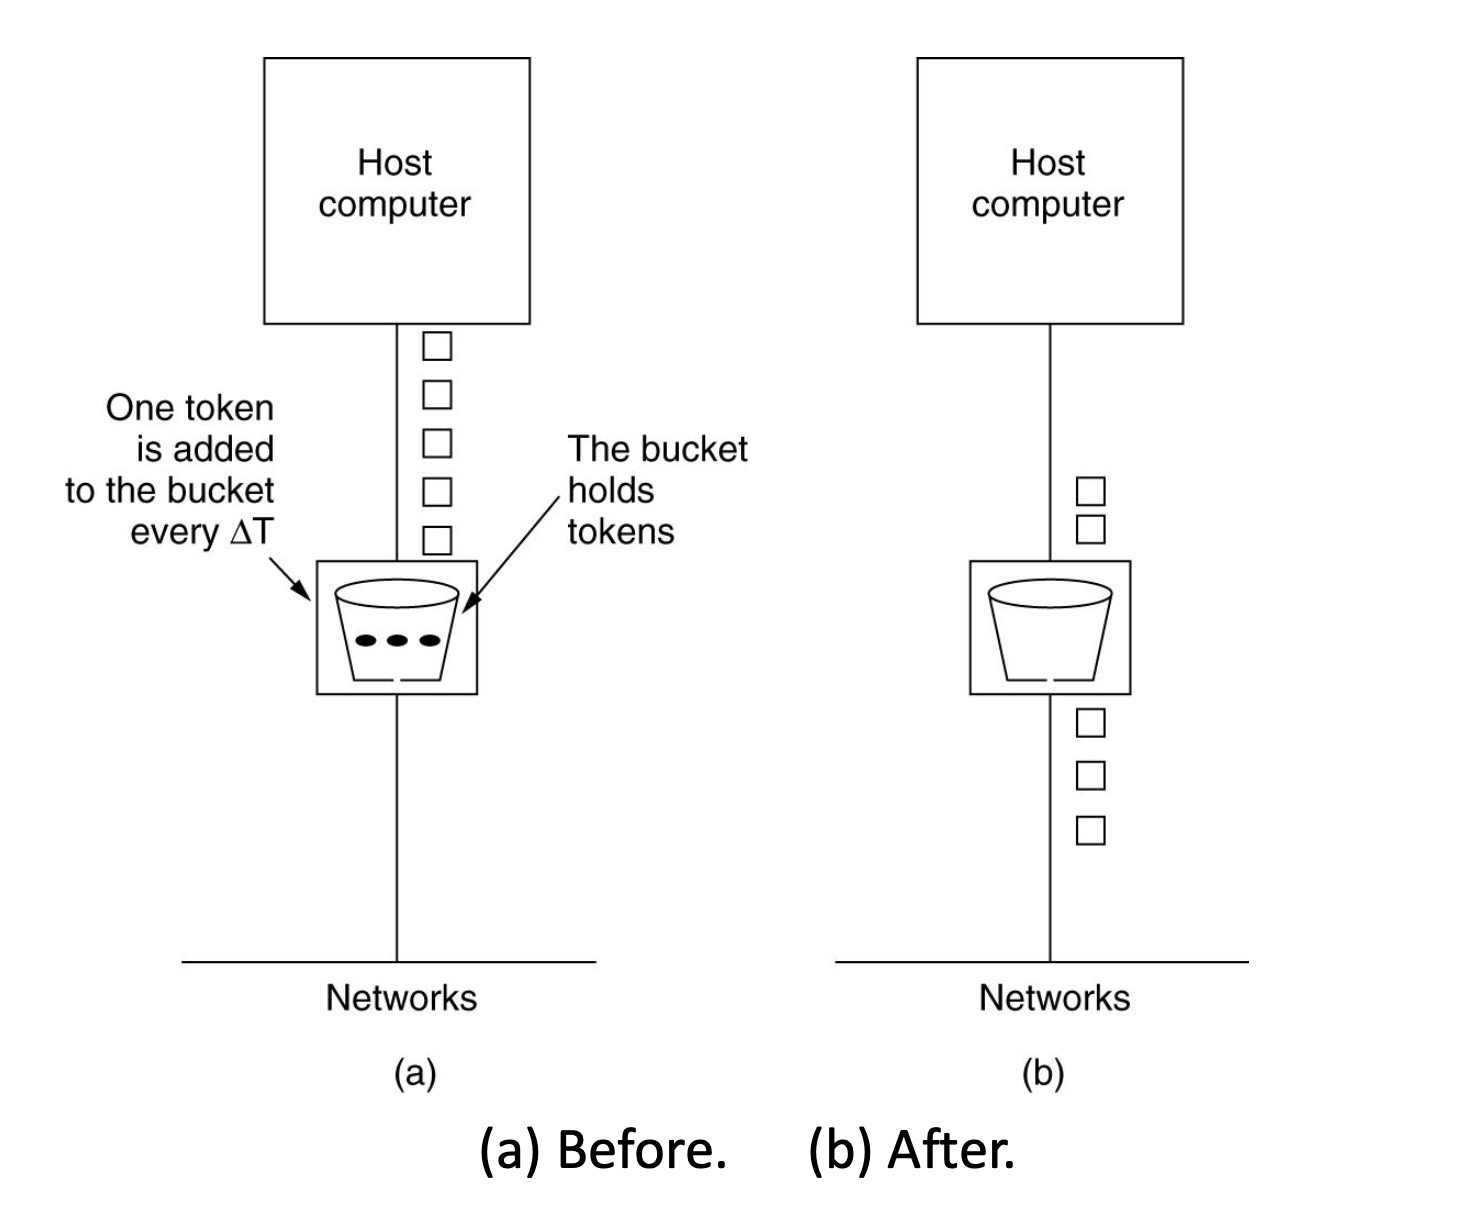 Host
computer
Host
computer
One token
is added
to the bucket
every ΔT
The bucket
holds
tokens
Networks
Networks
(a)
(b)
(a) Before. (b) After.